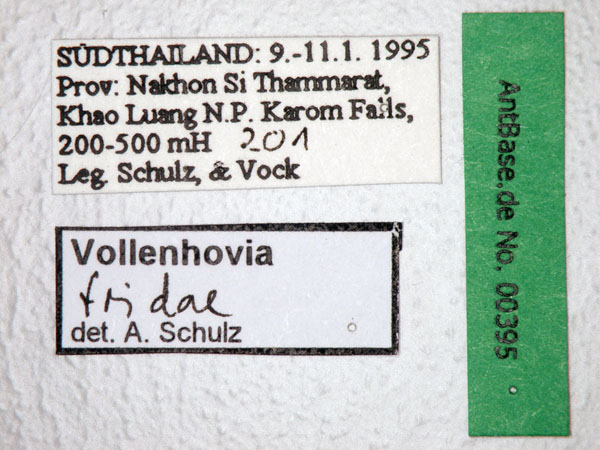 SÜDTHAILAND: 9.-11.1. 1995
Prov: Nakhon Si Thammarat,
Khao Luang N.P. Karom Falls,
200-500 mH 201
Leg. Schulz, & Vock
Vollenhovia
fridae
det. A. Schulz
AntBase.de No. 00395